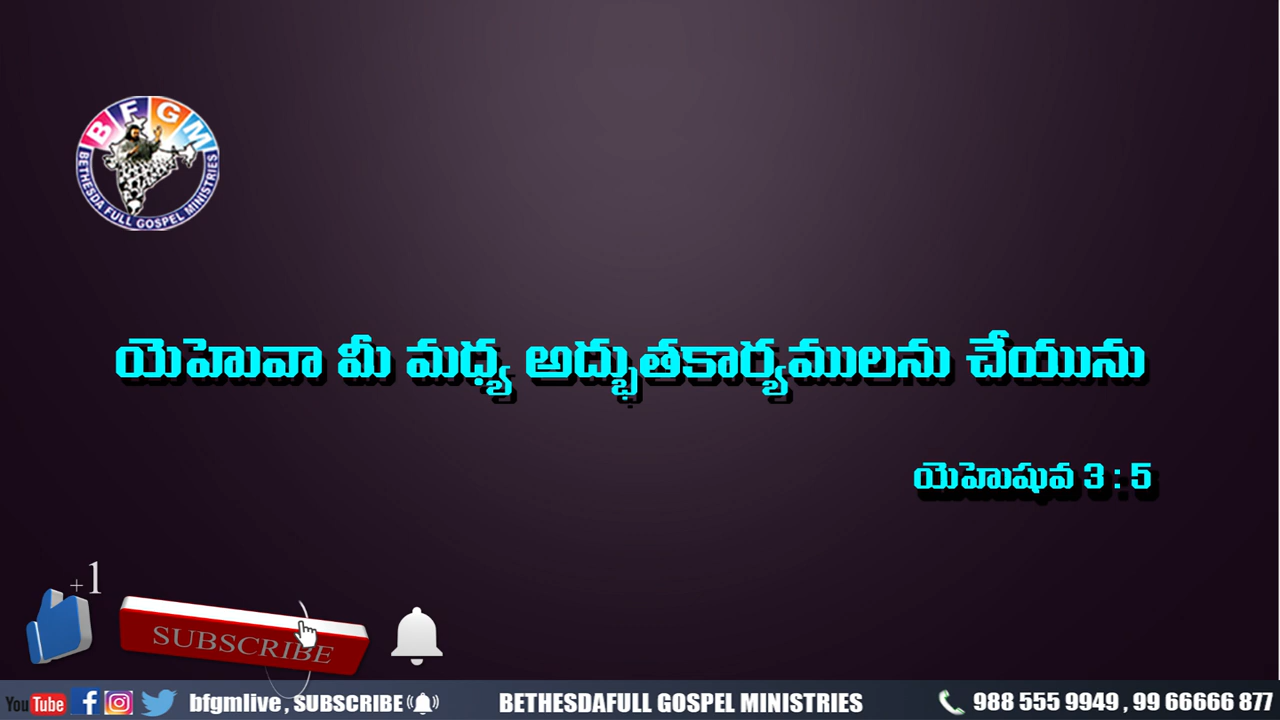 BFGM
BETHESDA FULL GOSPEL MINISTRIES
యెహెువా మీ మధ్య అద్భుతకార్యములను చేయును
యెహెుషువ 3 : 5
+1
SUBSCRIBE
YouTube bfgmlive , SUBSCRIBE BETHESDAFULL GOSPEL MINISTRIES 988 555 9949 , 99 66666 877